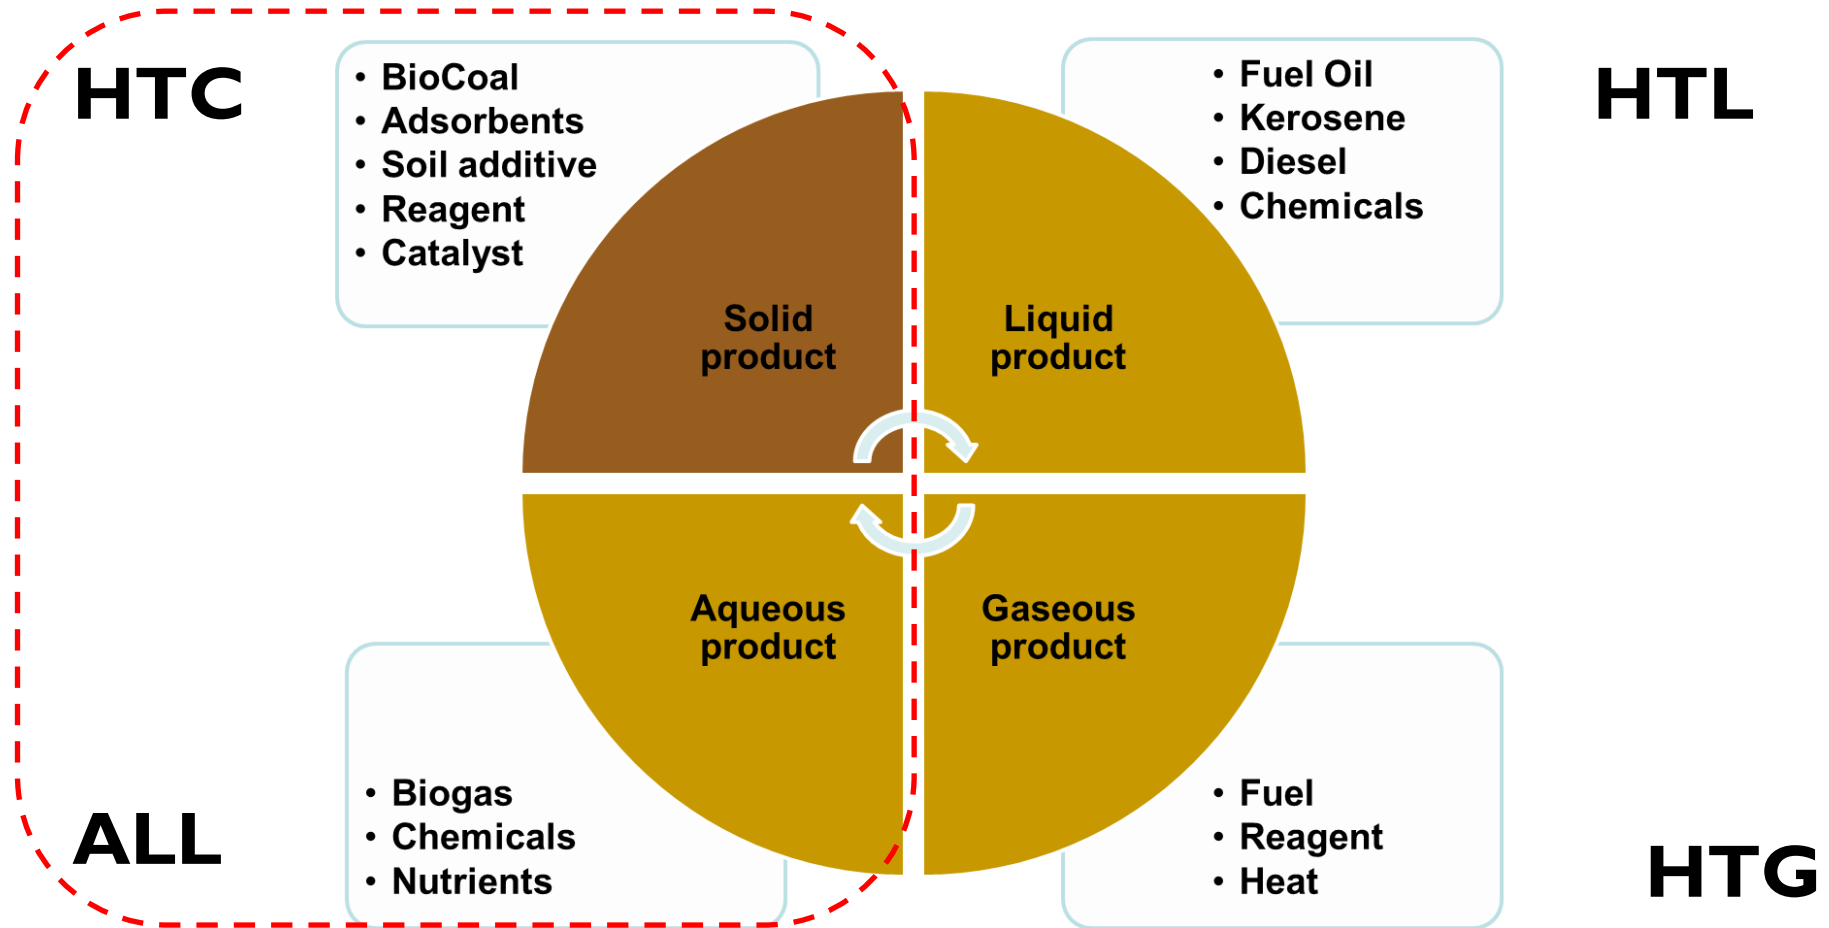 HTC
• BioCoal
• Adsorbents
• Soil additive
• Reagent
• Catalyst
• Fuel Oil
• Kerosene
• Diesel
• Chemicals
HTL
Solid
product
Liquid
product
Aqueous
product
Gaseous
product
ALL
• Biogas
• Chemicals
• Nutrients
• Fuel
• Reagent
• Heat
HTG